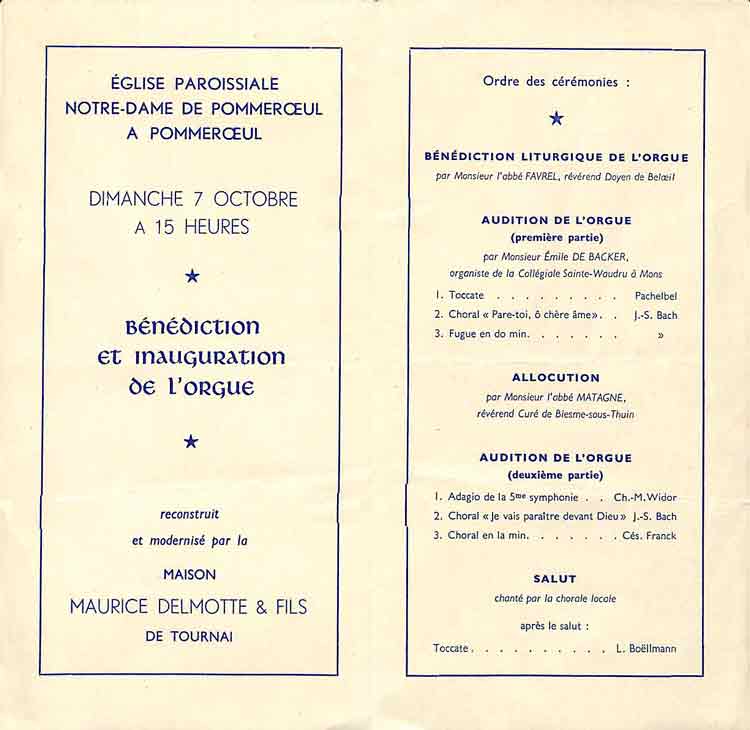 ÉGLISE PAROISSIALE
NOTRE-DAME DE POMMERŒUL
A POMMERŒUL
DIMANCHE 7 OCTOBRE
A 15 HEURES
BÉNÉDICTION
ET INAUGURATION
DE L'ORGUE
reconstruit
et modernisé par la
MAISON
MAURICE DELMOTTE & FILS
DE TOURNAI
Ordre des cérémonies :
BÉNÉDICTION LITURGIQUE DE L'ORGUE
par Monsieur l'abbé FAVREL, révérend Doyen de Belœil
AUDITION DE L'ORGUE
(première partie)
par Monsieur Émile DE BACKER,
organiste de la Collégiale Sainte-Waudru à Mons
1. Toccate . . . . . . . . . Pachelbel
2. Choral « Pare-toi, ô chère âme» . . J.-S. Bach
3. Fugue en do min. . . . . . . »
ALLOCUTION
par Monsieur l'abbé MATAGNE,
révérend Curé de Biesme-sous-Thuin
AUDITION DE L'ORGUE
(deuxième partie)
1. Adagio de la 5me symphonie . . Ch.-M. Widor
2. Choral «Je vais paraître devant Dieu» J.-S. Bach
3. Choral en la min. . . . . . . Cés. Franck
SALUT
chanté par la chorale locale
après le salut :
Toccate . . . . . . . . . L. Boëllmann